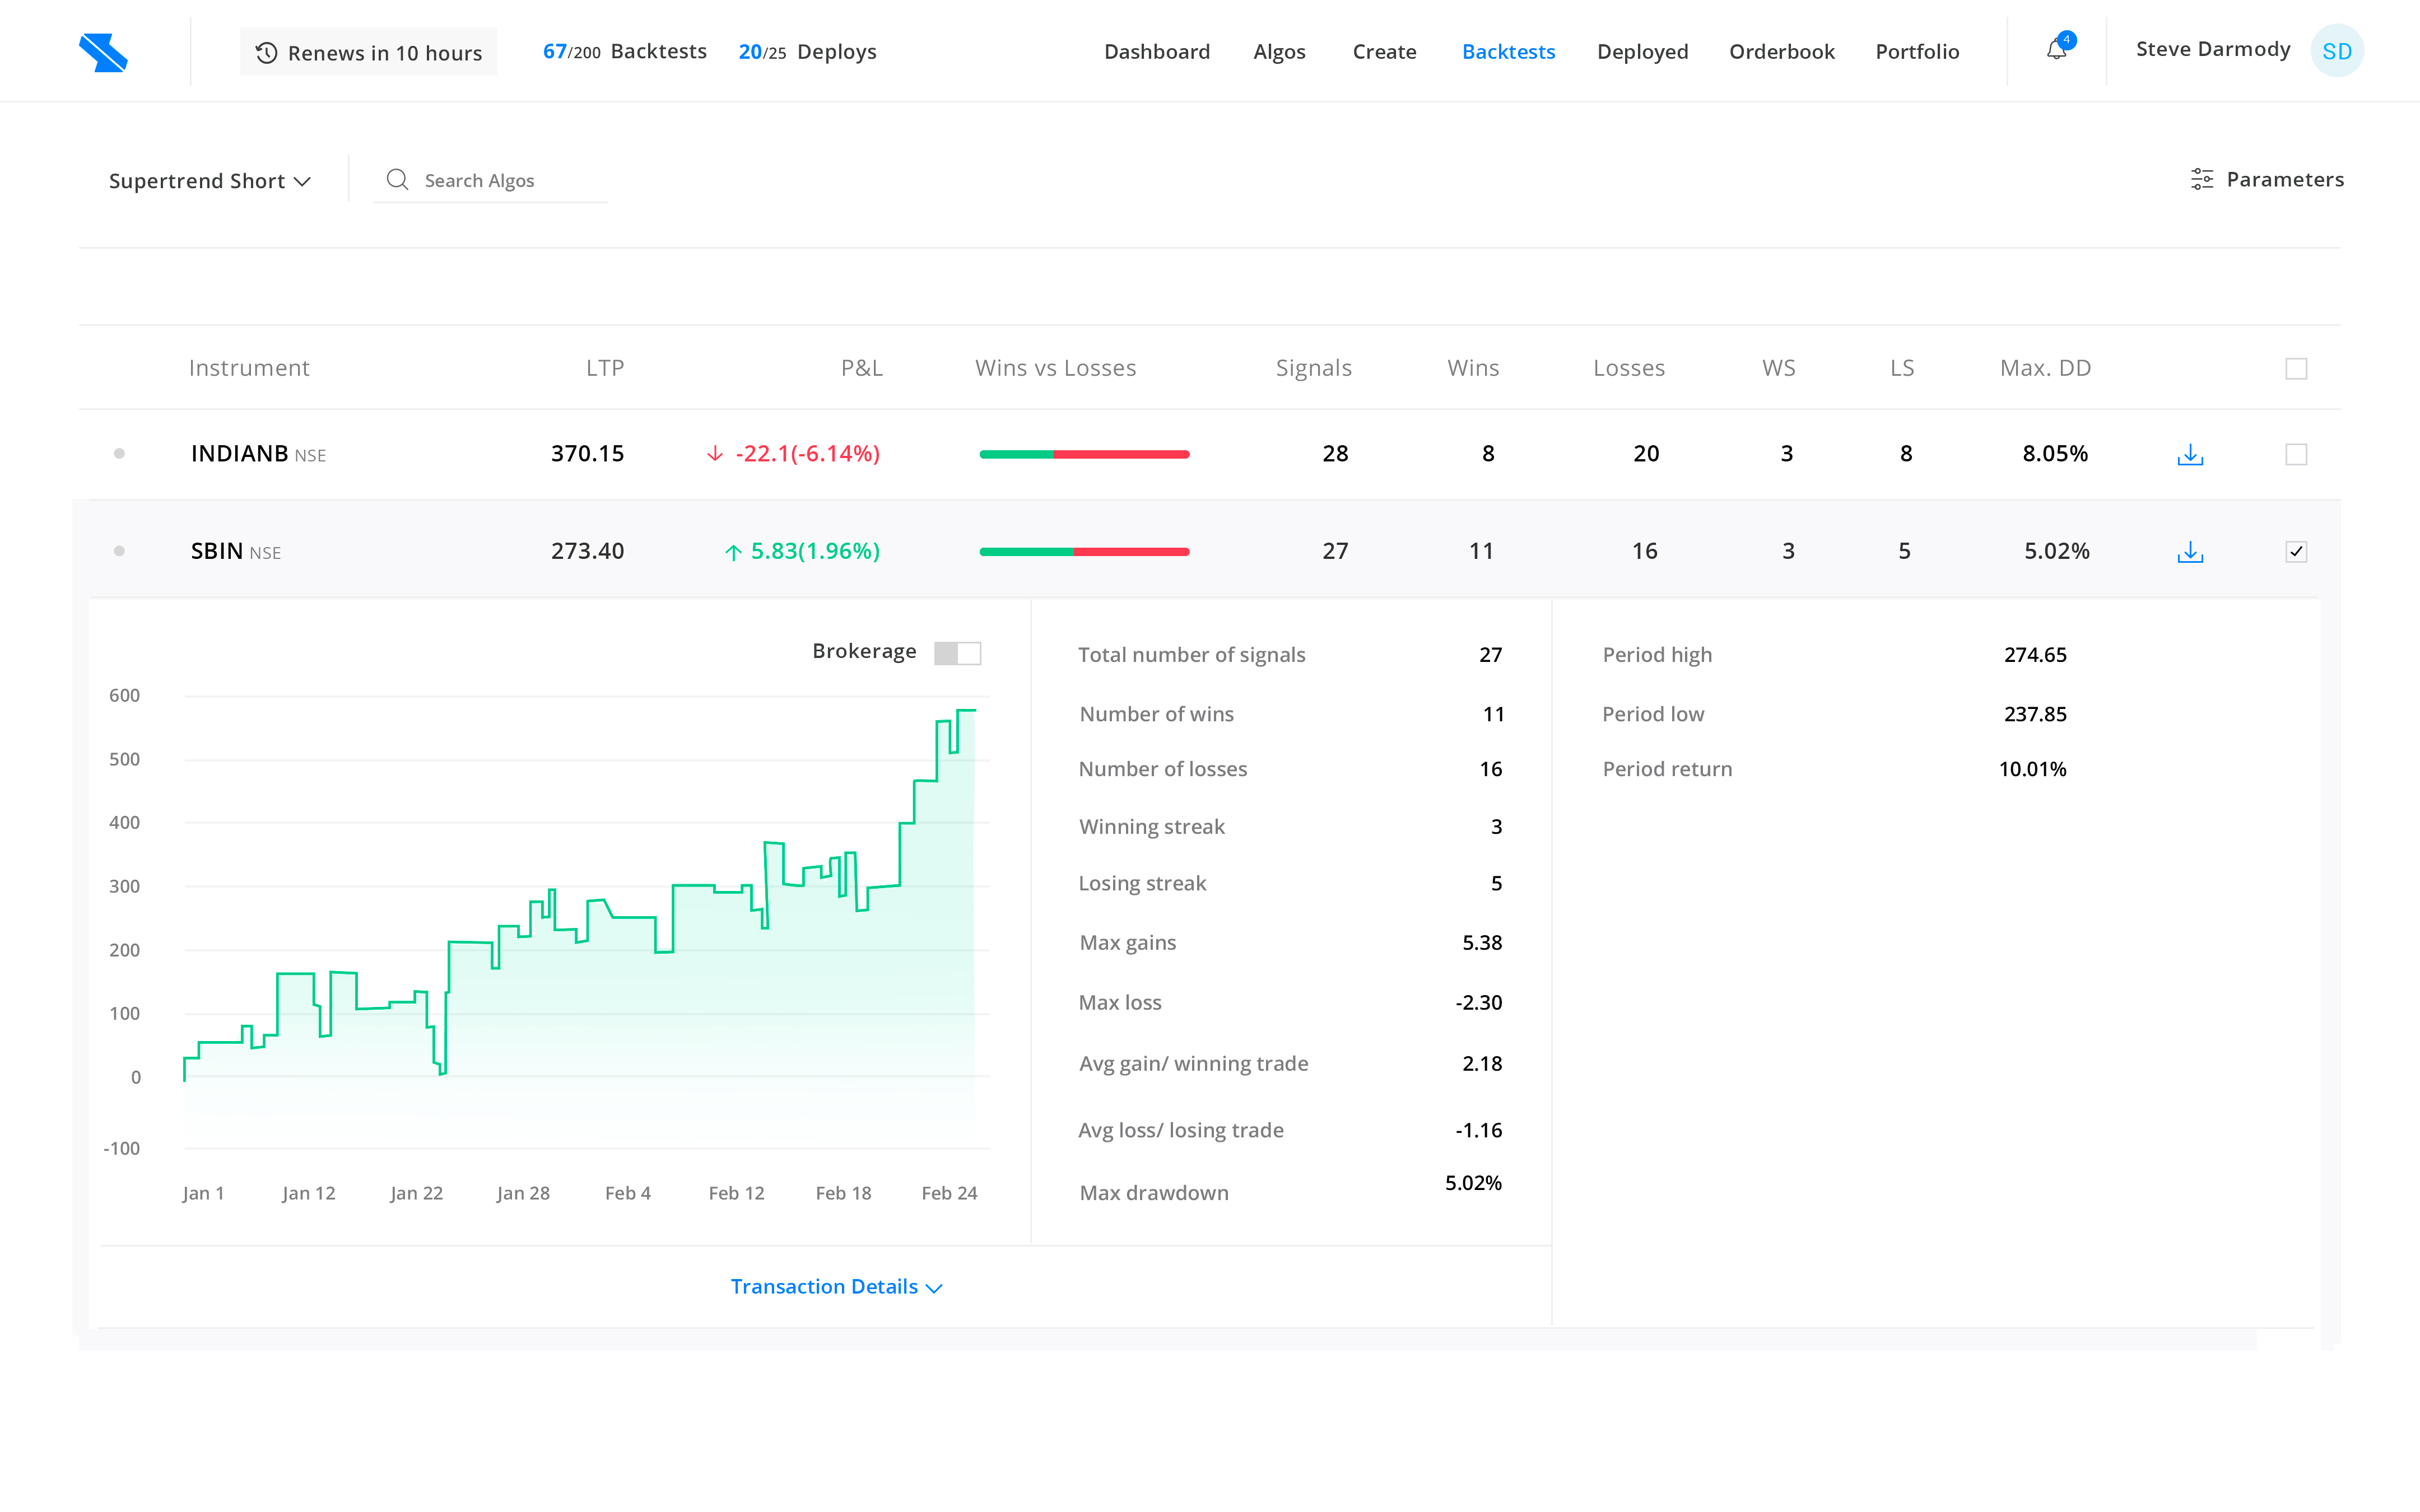 Renews in 10 hours 67/200 Backtests 20/25 Deploys Dashboard Algos Create Backtests Deployed Orderbook Portfolio 4 Steve Darmody SD
Supertrend Short Search Algos Parameters
Instrument LTP P&L Wins vs Losses Signals Wins Losses WS LS Max. DD
INDIANB NSE 370.15 -22.1(-6.14%) 28 8 20 3 8 8.05%
SBIN NSE 273.40 5.83(1.96%) 27 11 16 3 5 5.02%
Brokerage
600
500
400
300
200
100
0
-100
Jan 1 Jan 12 Jan 22 Jan 28 Feb 4 Feb 12 Feb 18 Feb 24
Total number of signals 27
Number of wins 11
Number of losses 16
Winning streak 3
Losing streak 5
Max gains 5.38
Max loss -2.30
Avg gain/ winning trade 2.18
Avg loss/ losing trade -1.16
Max drawdown 5.02%
Period high 274.65
Period low 237.85
Period return 10.01%
Transaction Details